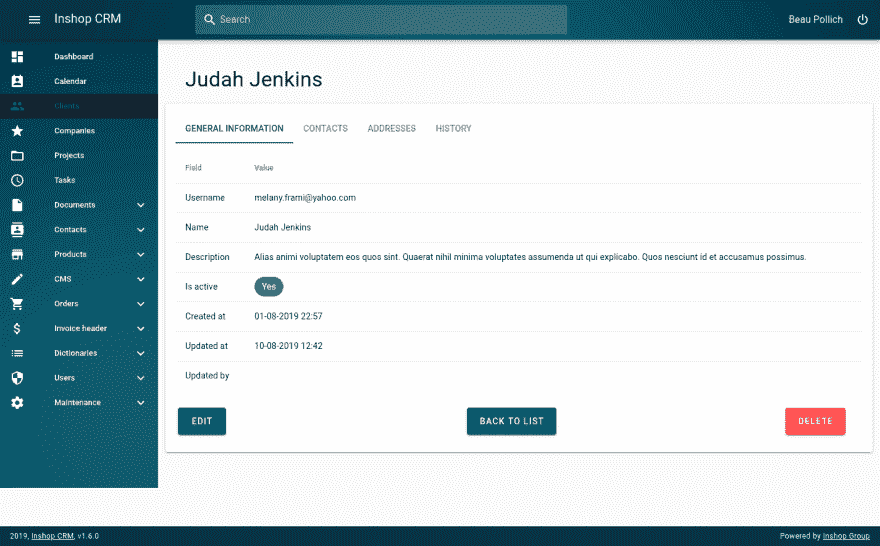 Inshop CRM
Search
Beau Pollich
Dashboard
Calendar
Clients
Companies
Projects
Tasks
Documents
Contacts
Products
CMS
Orders
Invoice header
Dictionaries
Users
Maintenance
Judah Jenkins
GENERAL INFORMATION CONTACTS ADDRESSES HISTORY
Field Value
Username melany.frami@yahoo.com
Name Judah Jenkins
Description Alias animi voluptatem eos quos sint. Quaerat nihil minima voluptates assumenda ut qui explicabo. Quos nesciunt id et accusamus possimus.
Is active Yes
Created at 01-08-2019 22:57
Updated at 10-08-2019 12:42
Updated by
EDIT BACK TO LIST DELETE
2019, Inshop CRM, v1.6.0
Powered by Inshop Group